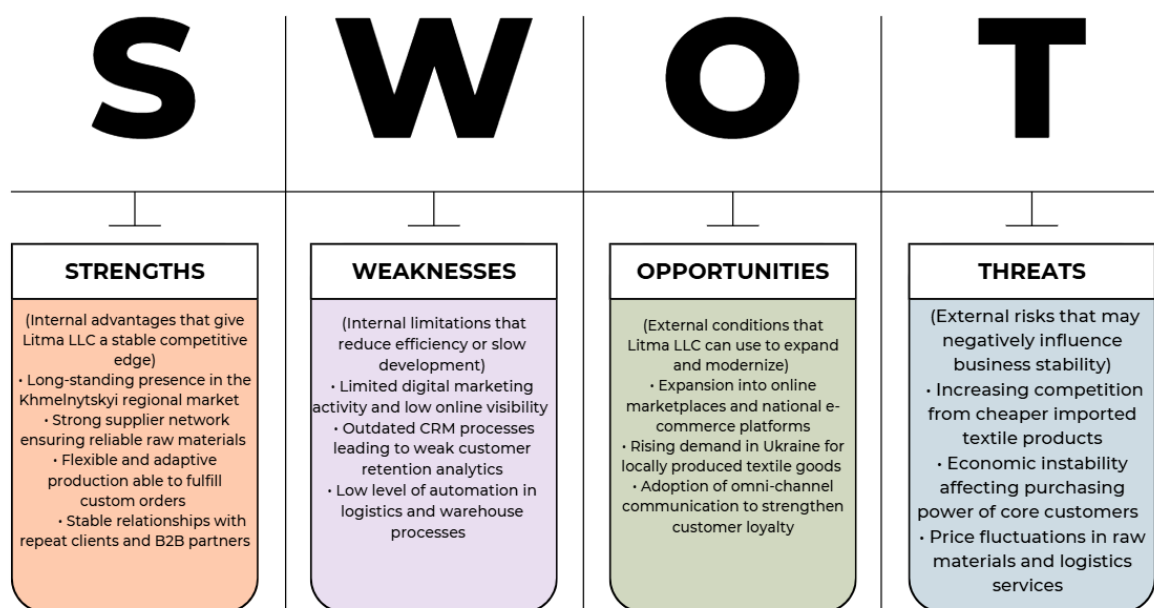 S
W
O
T
STRENGTHS
(Internal advantages that give
Litma LLC a stable competitive
edge)
• Long-standing presence in the
Khmelnytskyi regional market
• Strong supplier network
ensuring reliable raw materials
• Flexible and adaptive
production able to fulfill
custom orders
• Stable relationships with
repeat clients and B2B partners
WEAKNESSES
(Internal limitations that
reduce efficiency or slow
development)
• Limited digital marketing
activity and low online visibility
• Outdated CRM processes
leading to weak customer
retention analytics
• Low level of automation in
logistics and warehouse
processes
OPPORTUNITIES
(External conditions that
Litma LLC can use to expand
and modernize)
• Expansion into online
marketplaces and national e-
commerce platforms
• Rising demand in Ukraine for
locally produced textile goods
• Adoption of omni-channel
communication to strengthen
customer loyalty
THREATS
(External risks that may
negatively influence
business stability)
• Increasing competition
from cheaper imported
textile products
• Economic instability
affecting purchasing
power of core customers
• Price fluctuations in raw
materials and logistics
services